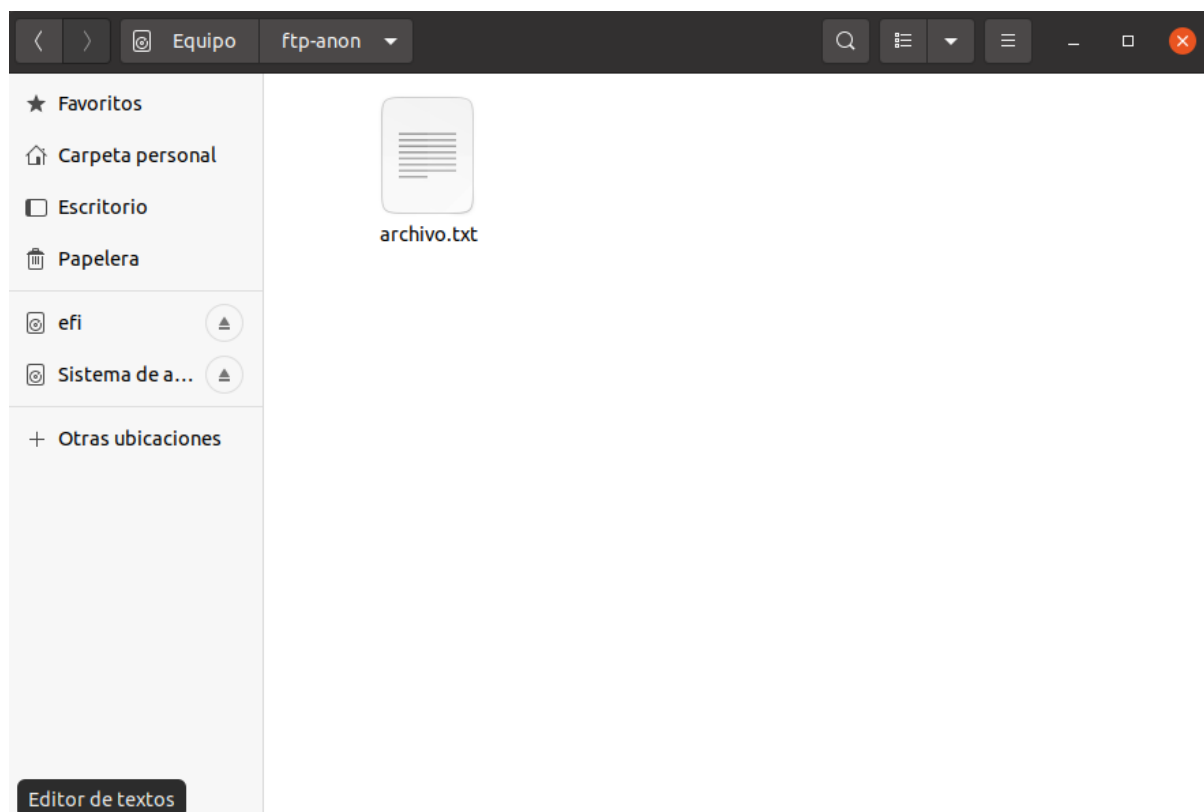 Equipo
ftp-anon
Favoritos
Carpeta personal
Escritorio
Papelera
efi
Sistema de a...
Otras ubicaciones
archivo.txt
Editor de textos